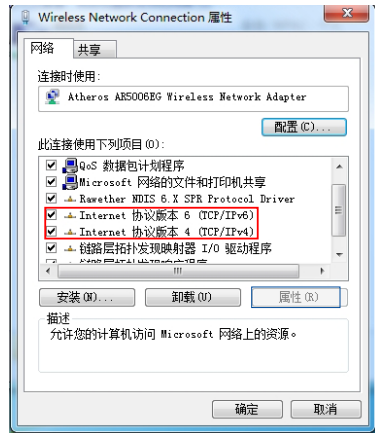 Wireless Network Connection 属性
网络
共享
连接时使用:
Atheros AR5006EG Wireless Network Adapter
配置(C)...
此连接使用下列项目(O):
QoS 数据包计划程序
Microsoft 网络的文件和打印机共享
Rawether NDIS 6.X SPR Protocol Driver
Internet 协议版本 6 (TCP/IPv6)
Internet 协议版本 4 (TCP/IPv4)
链路层拓扑发现映射器 I/O 驱动程序
安装(N)...
卸载(U)
属性(R)
描述
允许您的计算机访问 Microsoft 网络上的资源。
确定
取消